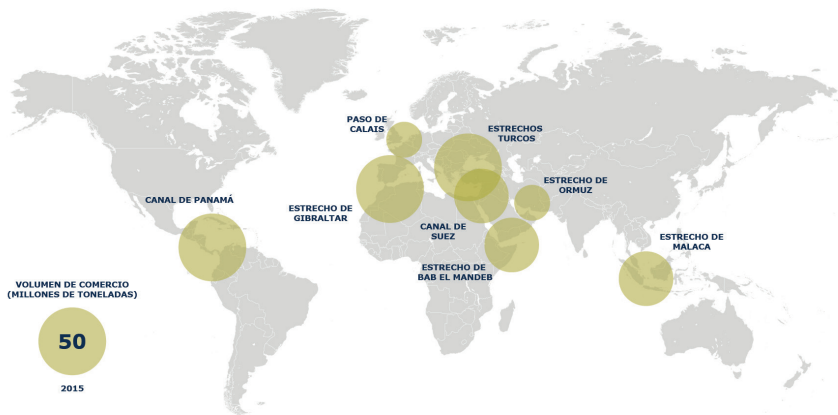 PASO DE
CALAIS
ESTRECHOS
TURCOS
ESTRECHO DE
ORMUZ
CANAL DE PANAMÁ
ESTRECHO DE
GIBRALTAR
CANAL DE
SUEZ
ESTRECHO DE
MALACA
ESTRECHO DE
BAB EL MANDEB
VOLUMEN DE COMERCIO
(MILLONES DE TONELADAS)
50
2015